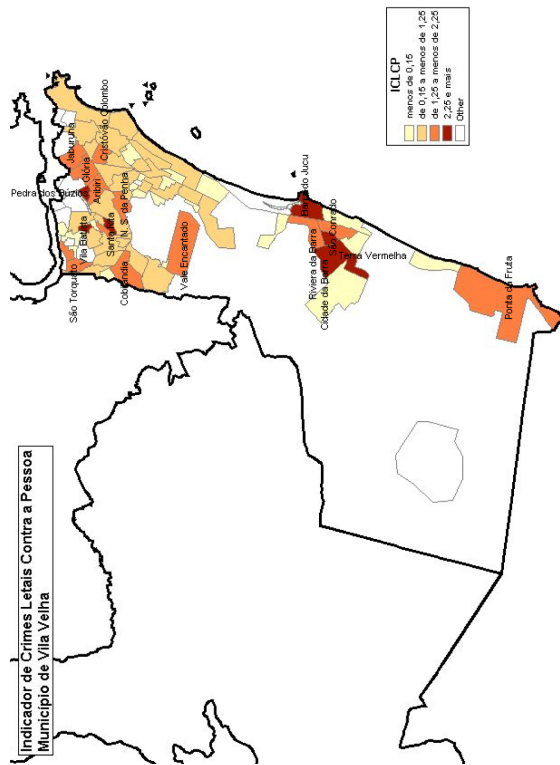 Indicador de Crimes Letais Contra a Pessoa
Município de Vila Velha
Pedra dos Búzios
Jaburuna
Glória
Aribiri
Cristóvão Colombo
São Torquato
Vila Batista
Santa Rita
N. S. da Penha
Cobilândia
Vale Encantado
Barra do Jucu
São Conrado
Riviera da Barra
Cidade da Barra
Terra Vermelha
Ponta da Fruta
ICLCP
menos de 0,15
de 0,15 a menos de 1,25
de 1,25 a menos de 2,25
2,25 e mais
Other